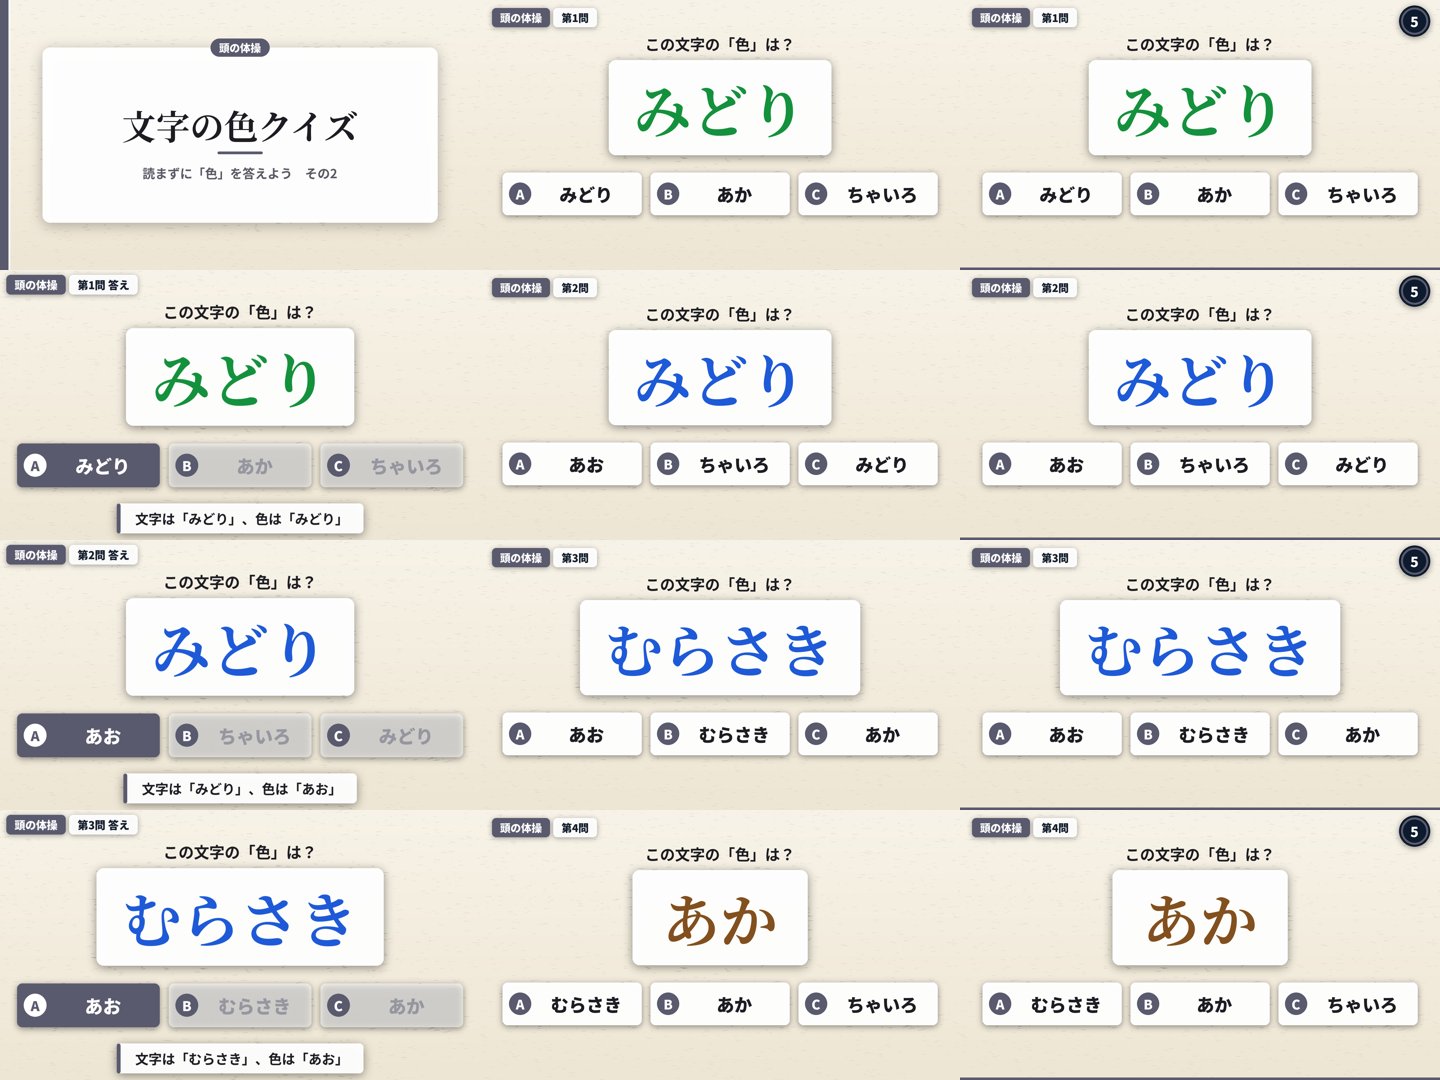 頭の体操
文字の色クイズ
読まずに「色」を答えよう その2
頭の体操 第1問
この文字の「色」は？
みどり
A みどり B あか C ちゃいろ
頭の体操 第1問 5
この文字の「色」は？
みどり
A みどり B あか C ちゃいろ
頭の体操 第1問 答え
この文字の「色」は？
みどり
A みどり B あか C ちゃいろ
文字は「みどり」、色は「みどり」
頭の体操 第2問
この文字の「色」は？
みどり
A あお B ちゃいろ C みどり
頭の体操 第2問 5
この文字の「色」は？
みどり
A あお B ちゃいろ C みどり
頭の体操 第2問 答え
この文字の「色」は？
みどり
A あお B ちゃいろ C みどり
文字は「みどり」、色は「あお」
頭の体操 第3問
この文字の「色」は？
むらさき
A あお B むらさき C あか
頭の体操 第3問 5
この文字の「色」は？
むらさき
A あお B むらさき C あか
頭の体操 第3問 答え
この文字の「色」は？
むらさき
A あお B むらさき C あか
文字は「むらさき」、色は「あお」
頭の体操 第4問
この文字の「色」は？
あか
A むらさき B あか C ちゃいろ
頭の体操 第4問 5
この文字の「色」は？
あか
A むらさき B あか C ちゃいろ